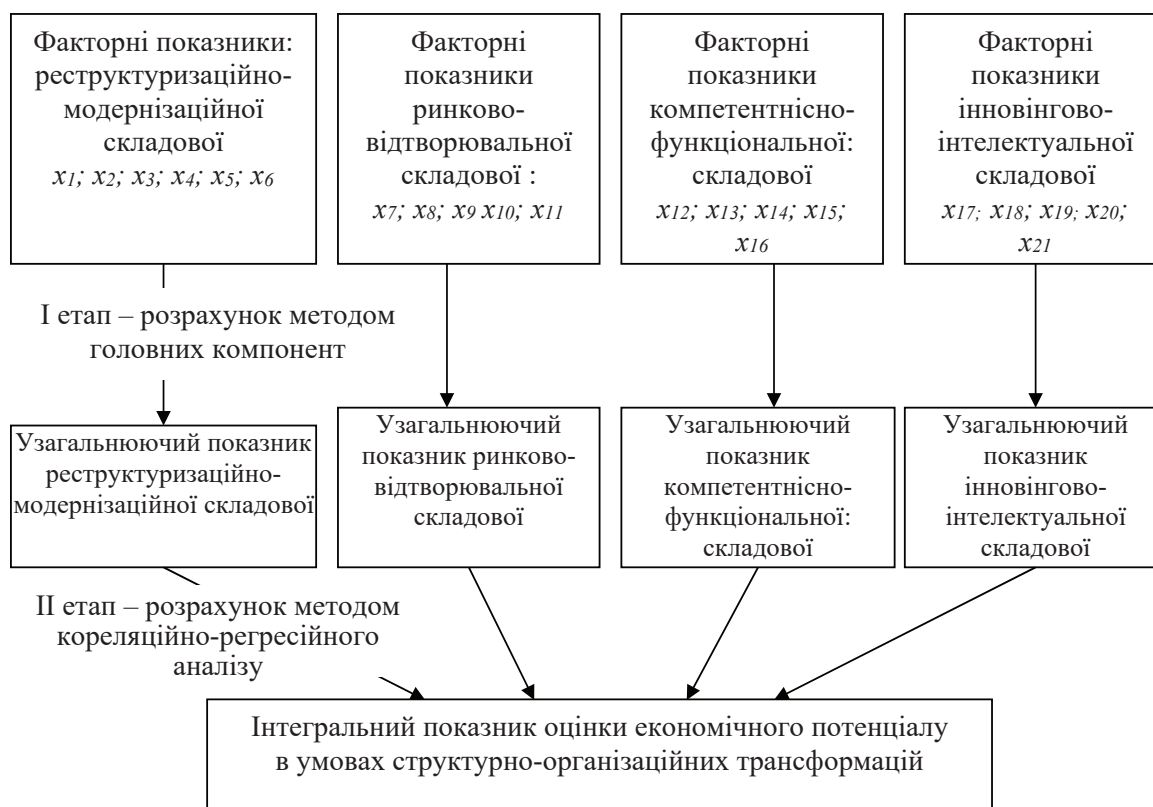 Факторні показники:
реструктуризаційно-
модернізаційної
складової
x1; x2; x3; x4; x5; x6
Факторні
показники
ринково-
відтворювальної
складової :
x7; x8; x9 x10; x11
Факторні
показники
компетентнісно-
функціональної:
складової
x12; x13; x14; x15;
x16
Факторні
показники
інновінгово-
інтелектуальної
складової
x17; x18; x19; x20;
x21
І етап – розрахунок методом
головних компонент
Узагальнюючий показник
реструктуризаційно-
модернізаційної складової
Узагальнюючий
показник ринково-
відтворювальної
складової
Узагальнюючий
показник
компетентнісно-
функціональної:
складової
Узагальнюючий
показник
інновінгово-
інтелектуальної
складової
ІІ етап – розрахунок методом
кореляційно-регресійного
аналізу
Інтегральний показник оцінки економічного потенціалу
в умовах структурно-організаційних трансформацій